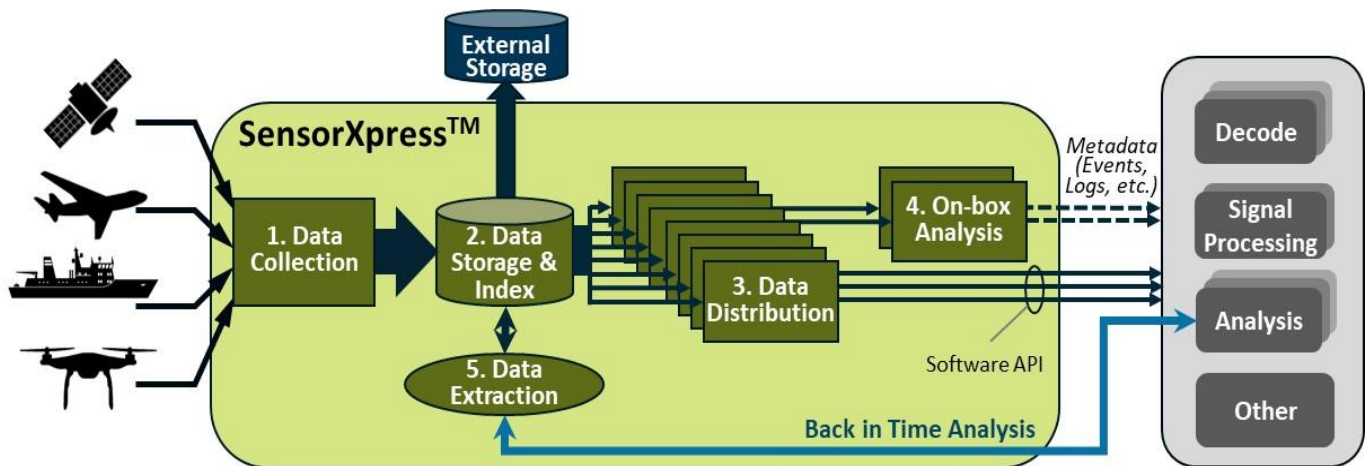 External
Storage
SensorXpress™
1. Data
Collection
2. Data
Storage &
Index
3. Data
Distribution
4. On-box
Analysis
5. Data
Extraction
Metadata
(Events,
Logs, etc.)
Software API
Back in Time Analysis
Decode
Signal
Processing
Analysis
Other